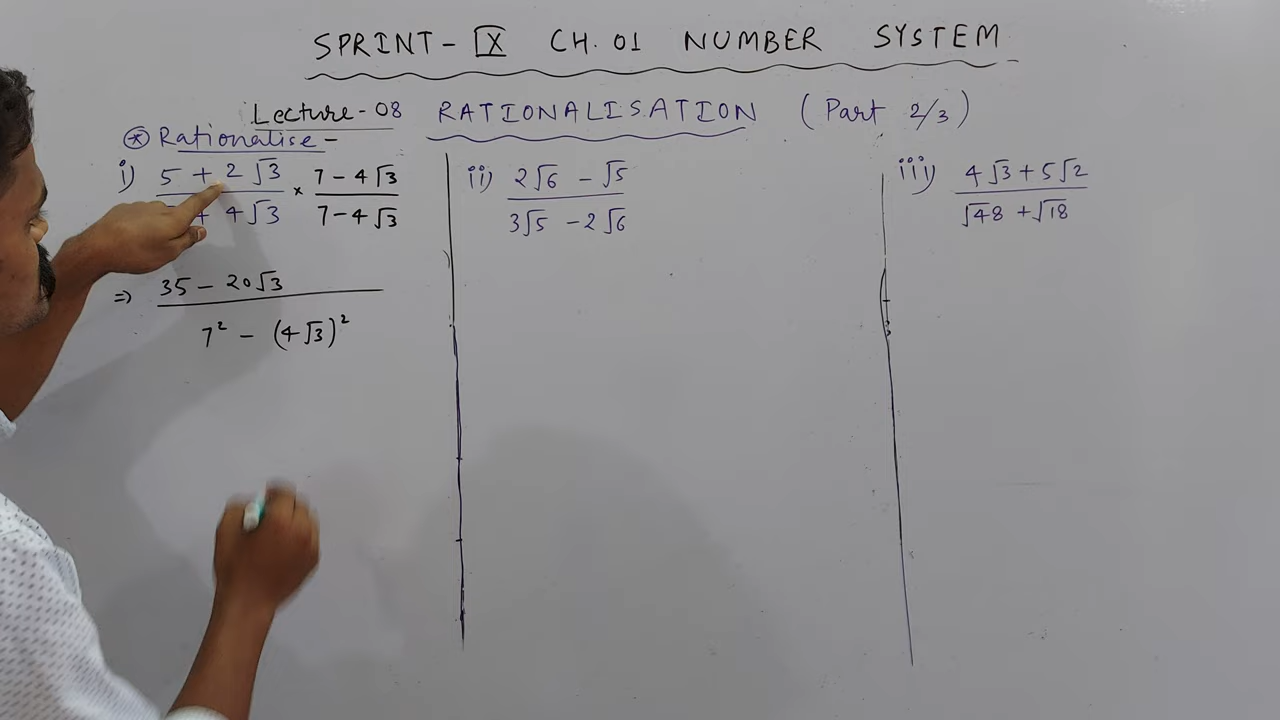 SPRINT-IX CH. 01 NUMBER SYSTEM
Lecture-08 RATIONALISATION (Part 2/3)
⊛ Rationalise -
i) 5 + 2√3 × 7 - 4√3
+ 4√3 7-4√3
⇒ 35 - 20√3
7² - (4√3)²
ii) 2√6 - √5
3√5 - 2√6
iii) 4√3 + 5√2
√48 + √18